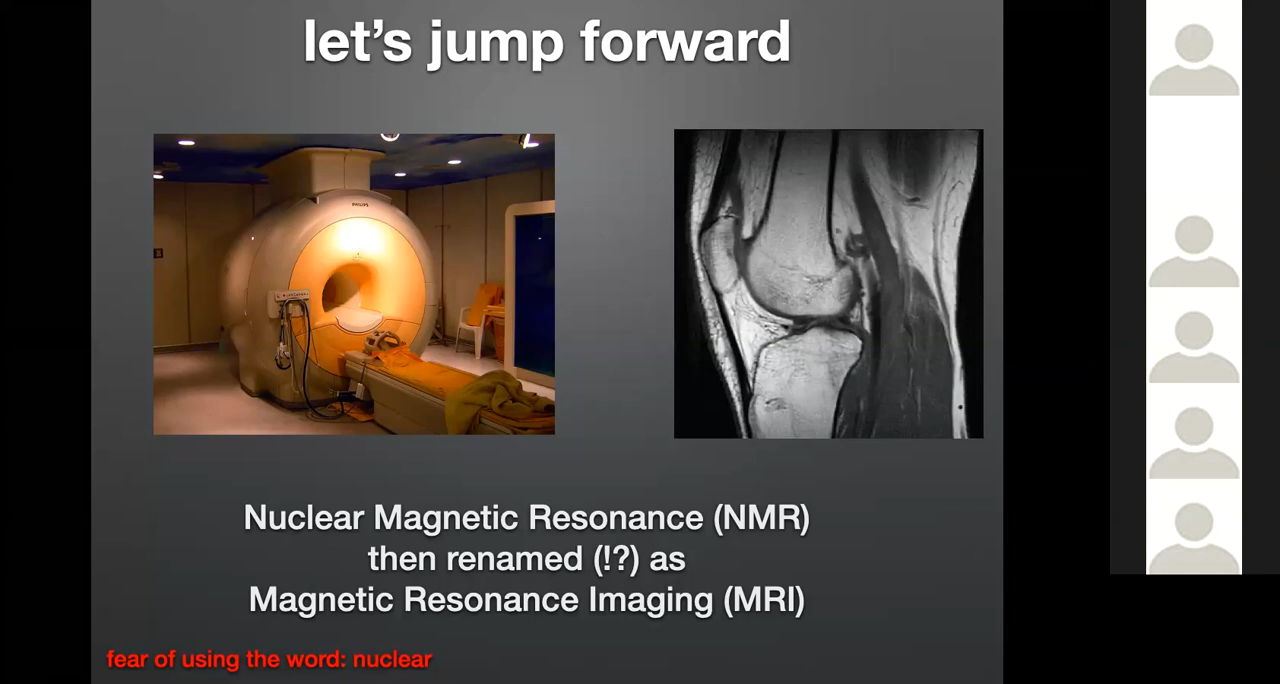 let's jump forward
PHILIPS
Nuclear Magnetic Resonance (NMR)
then renamed (!?) as
Magnetic Resonance Imaging (MRI)
fear of using the word: nuclear